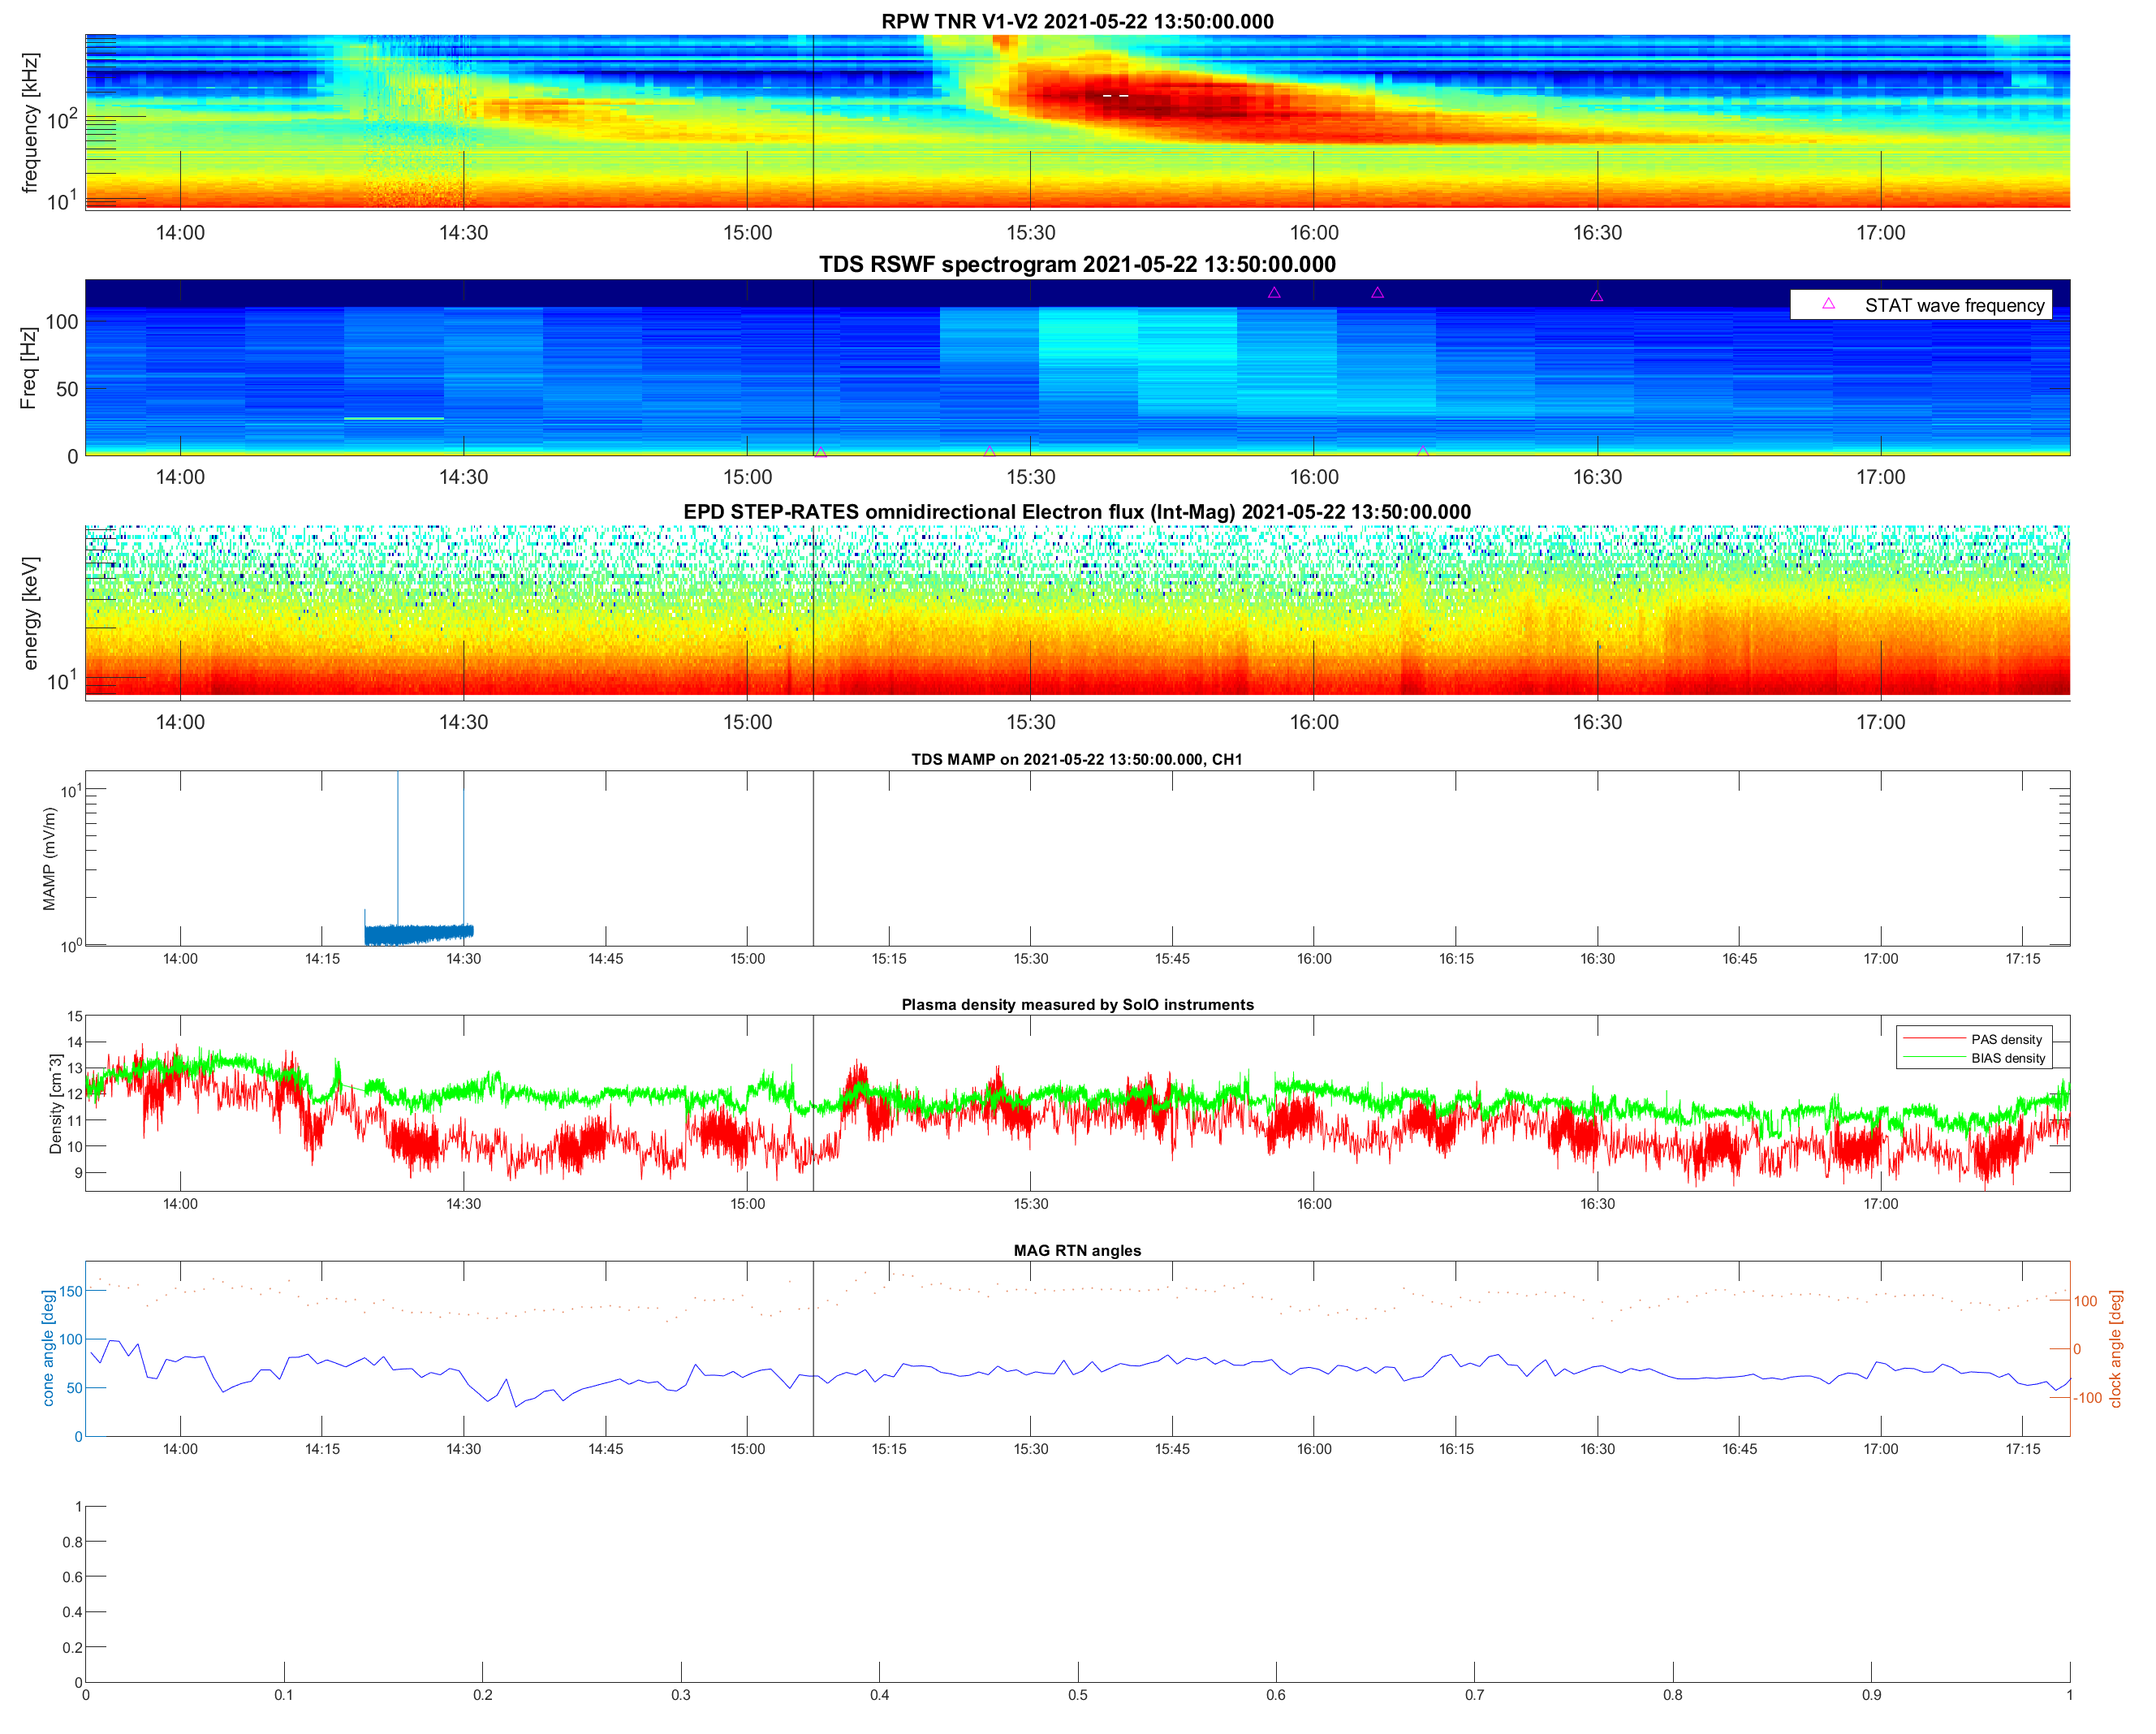 RPW TNR V1-V2 2021-05-22 13:50:00.000
frequency [kHz]
10^2
10^1
14:00 14:30 15:00 15:30 16:00 16:30 17:00
TDS RSWF spectrogram 2021-05-22 13:50:00.000
Freq [Hz]
100
50
0
STAT wave frequency
14:00 14:30 15:00 15:30 16:00 16:30 17:00
EPD STEP-RATES omnidirectional Electron flux (Int-Mag) 2021-05-22 13:50:00.000
energy [keV]
10^1
14:00 14:30 15:00 15:30 16:00 16:30 17:00
TDS MAMP on 2021-05-22 13:50:00.000, CH1
MAMP (mV/m)
10^1
10^0
14:00 14:15 14:30 14:45 15:00 15:15 15:30 15:45 16:00 16:15 16:30 16:45 17:00 17:15
Plasma density measured by SolO instruments
Density [cm^-3]
15
14
13
12
11
10
9
PAS density
BIAS density
14:00 14:30 15:00 15:30 16:00 16:30 17:00
MAG RTN angles
cone angle [deg]
150
100
50
0
clock angle [deg]
100
0
-100
14:00 14:15 14:30 14:45 15:00 15:15 15:30 15:45 16:00 16:15 16:30 16:45 17:00 17:15
1
0.8
0.6
0.4
0.2
0
0 0.1 0.2 0.3 0.4 0.5 0.6 0.7 0.8 0.9 1